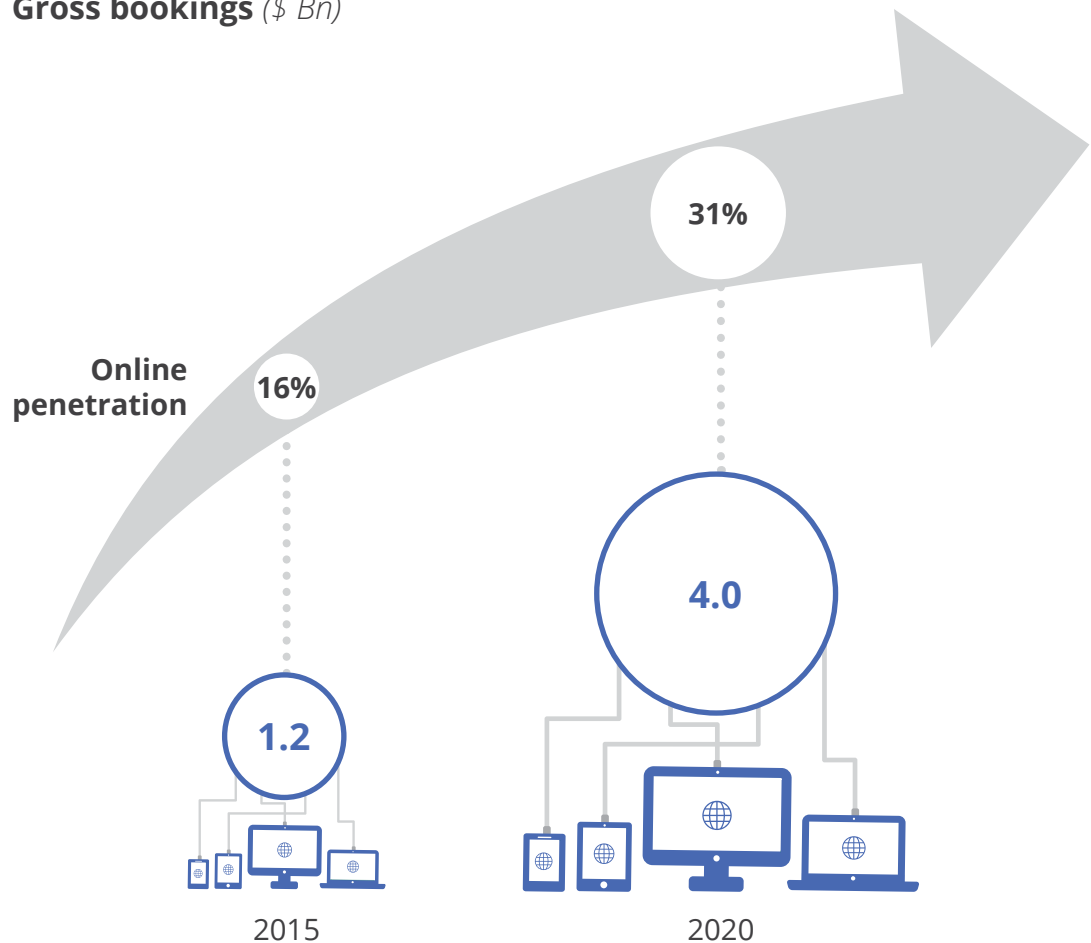 Gross bookings ($ Bn)
31%
Online
penetration
16%
4.0
1.2
2015
2020